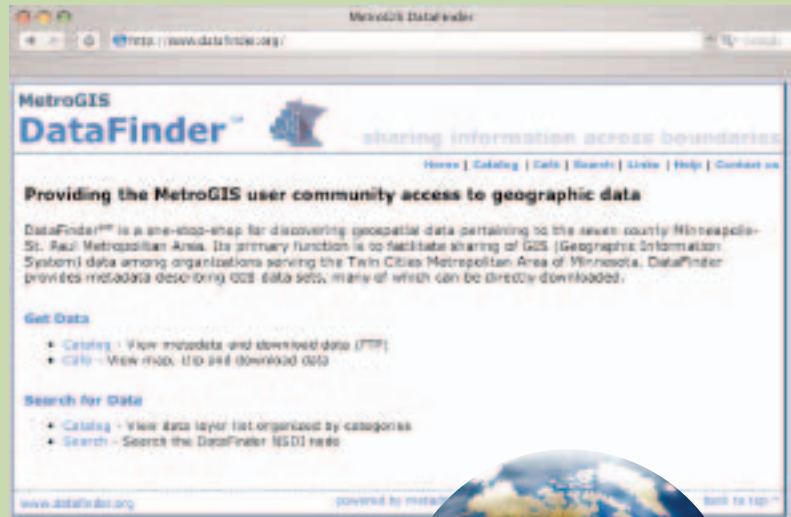 MetroGIS DataFinder
http://www.datafinder.org/
MetroGIS
DataFinder
sharing information across boundaries
Home | Catalog | Café | Search | Links | Help | Contact us
Providing the MetroGIS user community access to geographic data
DataFinder℠ is a one-stop-shop for discovering geospatial data pertaining to the seven county Minneapolis-
St. Paul Metropolitan Area. Its primary function is to facilitate sharing of GIS (Geographic Information
System) data among organizations serving the Twin Cities Metropolitan Area of Minnesota. DataFinder
provides metadata describing GIS data sets, many of which can be directly downloaded.
Get Data
• Catalog - View metadata and download data (FTP)
• Café - View map, clip and download data
Search for Data
• Catalog - View data layer list organized by categories
• Search - Search the DataFinder NSDI node
www.datafinder.org powered by back to top ^